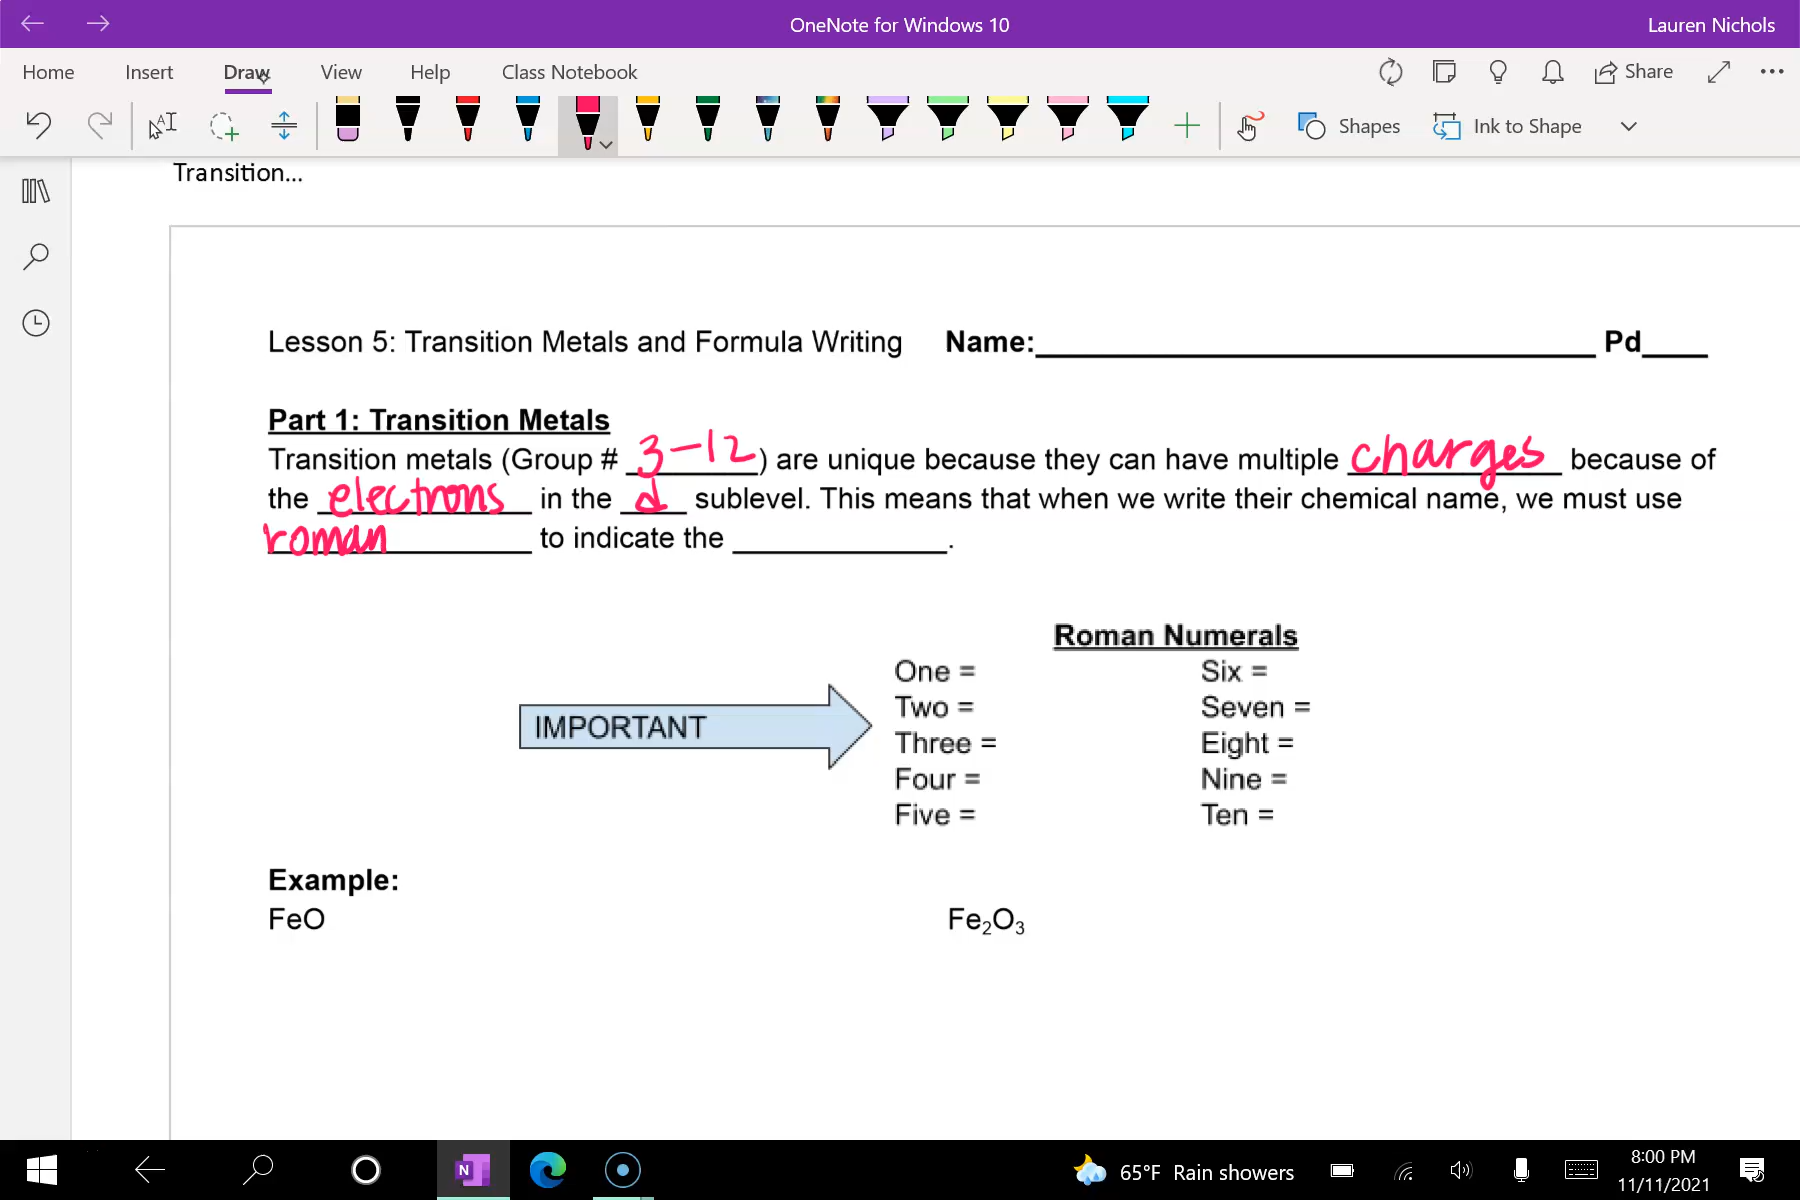 OneNote for Windows 10
Lauren Nichols
Home Insert Draw View Help Class Notebook Share
Shapes Ink to Shape
Transition...
Lesson 5: Transition Metals and Formula Writing Name:____ Pd____
Part 1: Transition Metals
Transition metals (Group # 3-12) are unique because they can have multiple charges because of
the electrons in the d sublevel. This means that when we write their chemical name, we must use
roman ____ to indicate the ____.
Roman Numerals
One = Six =
Two = Seven =
IMPORTANT
Three = Eight =
Four = Nine =
Five = Ten =
Example:
FeO Fe₂O₃
65°F Rain showers
8:00 PM
11/11/2021